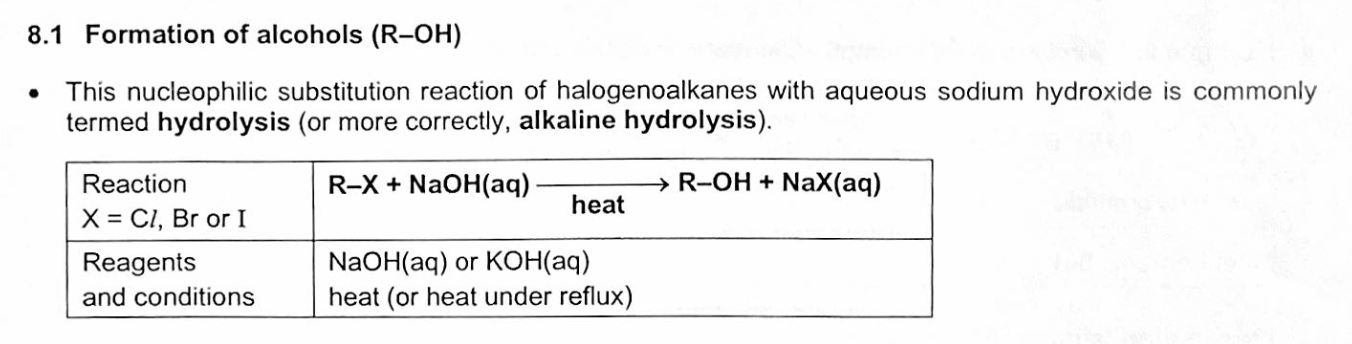 8.1 Formation of alcohols (R–OH)
• This nucleophilic substitution reaction of halogenoalkanes with aqueous sodium hydroxide is commonly
termed hydrolysis (or more correctly, alkaline hydrolysis).
Reaction
X = Cl, Br or I
R–X + NaOH(aq) ⟶ R–OH + NaX(aq)
heat
Reagents
and conditions
NaOH(aq) or KOH(aq)
heat (or heat under reflux)